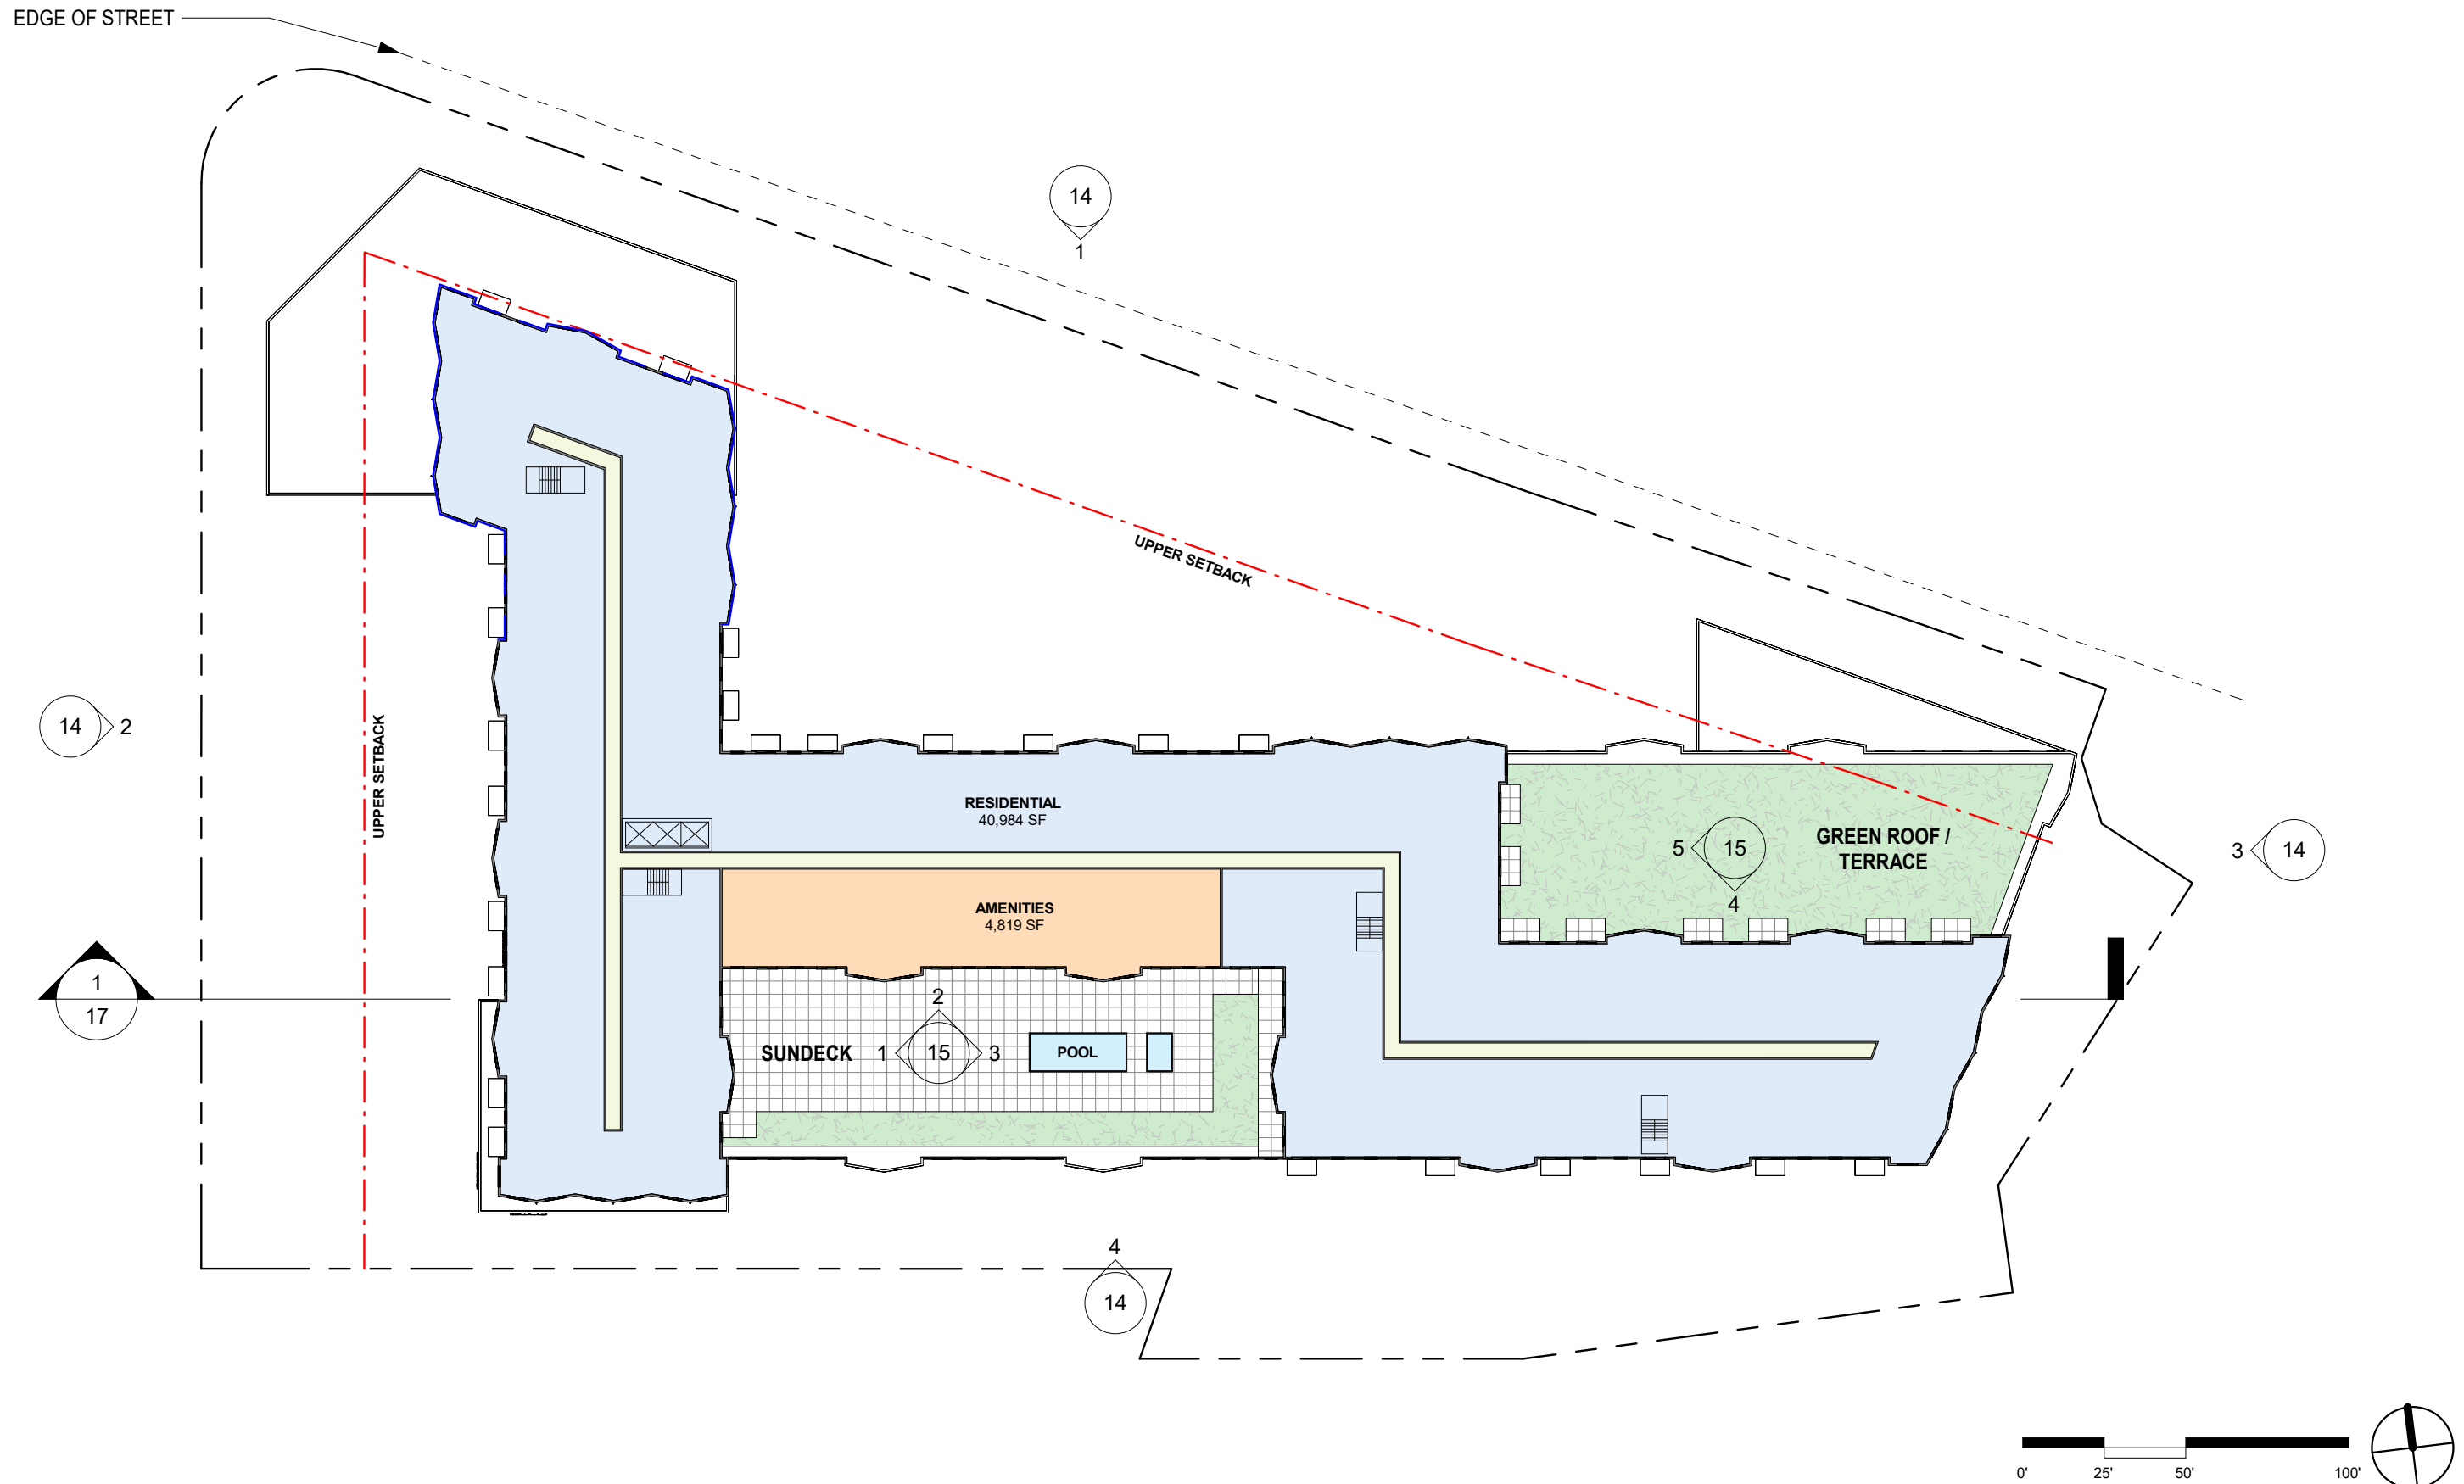 EDGE OF STREET
14
1
UPPER SETBACK
14
2
UPPER SETBACK
RESIDENTIAL
40,984 SF
GREEN ROOF /
TERRACE
5
15
4
3
14
AMENITIES
4,819 SF
1
17
2
SUNDECK
1
15
3
POOL
4
14
0'
25'
50'
100'